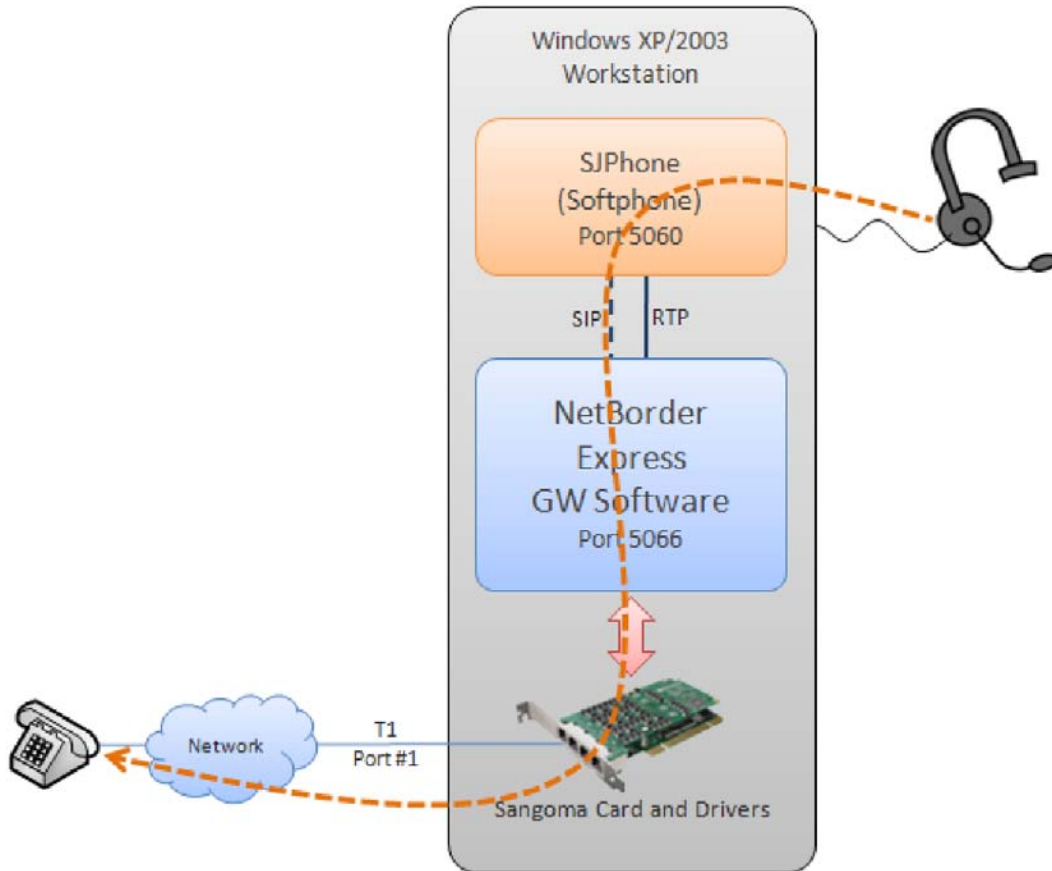 Windows XP/2003
Workstation
SJPhone
(Softphone)
Port 5060
SIP
RTP
NetBorder
Express
GW Software
Port 5066
T1
Port #1
Network
Sangoma Card and Drivers